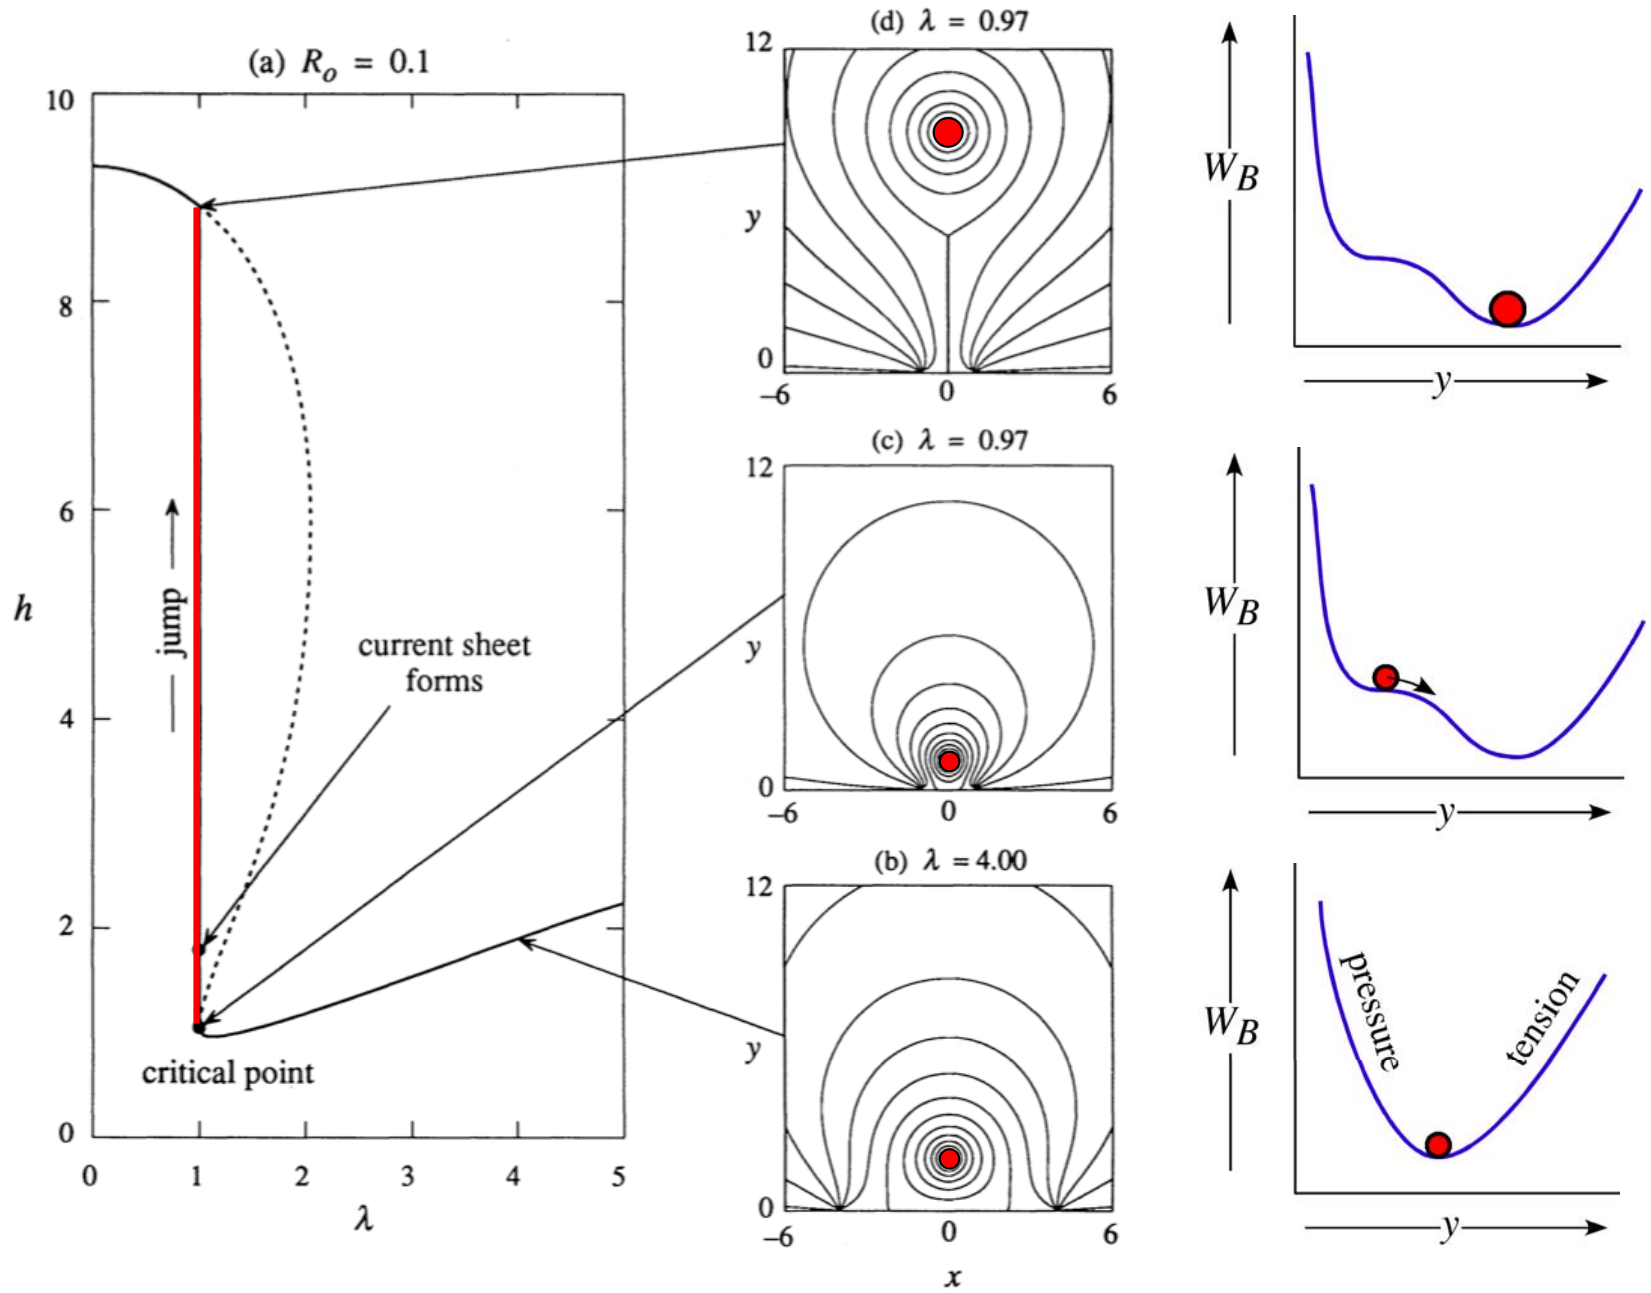 (a) R_o = 0.1
10
8
6
4
2
0
h
0 1 2 3 4 5
λ
jump
current sheet
forms
critical point
(d) λ = 0.97
12
y
0
−6 0 6
W_B
y
(c) λ = 0.97
12
y
0
−6 0 6
W_B
y
(b) λ = 4.00
12
y
0
−6 0 6
x
W_B
pressure
tension
y